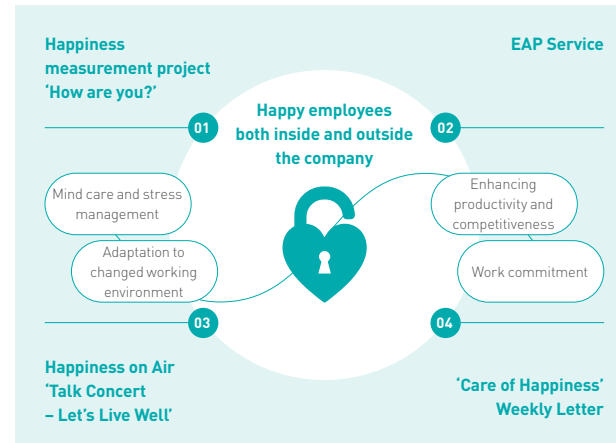 Happiness
measurement project
‘How are you?’
EAP Service
01
Happy employees
both inside and outside
the company
02
Mind care and stress
management
Adaptation to
changed working
environment
Enhancing
productivity and
competitiveness
Work commitment
03
04
Happiness on Air
‘Talk Concert
– Let’s Live Well’
‘Care of Happiness’
Weekly Letter